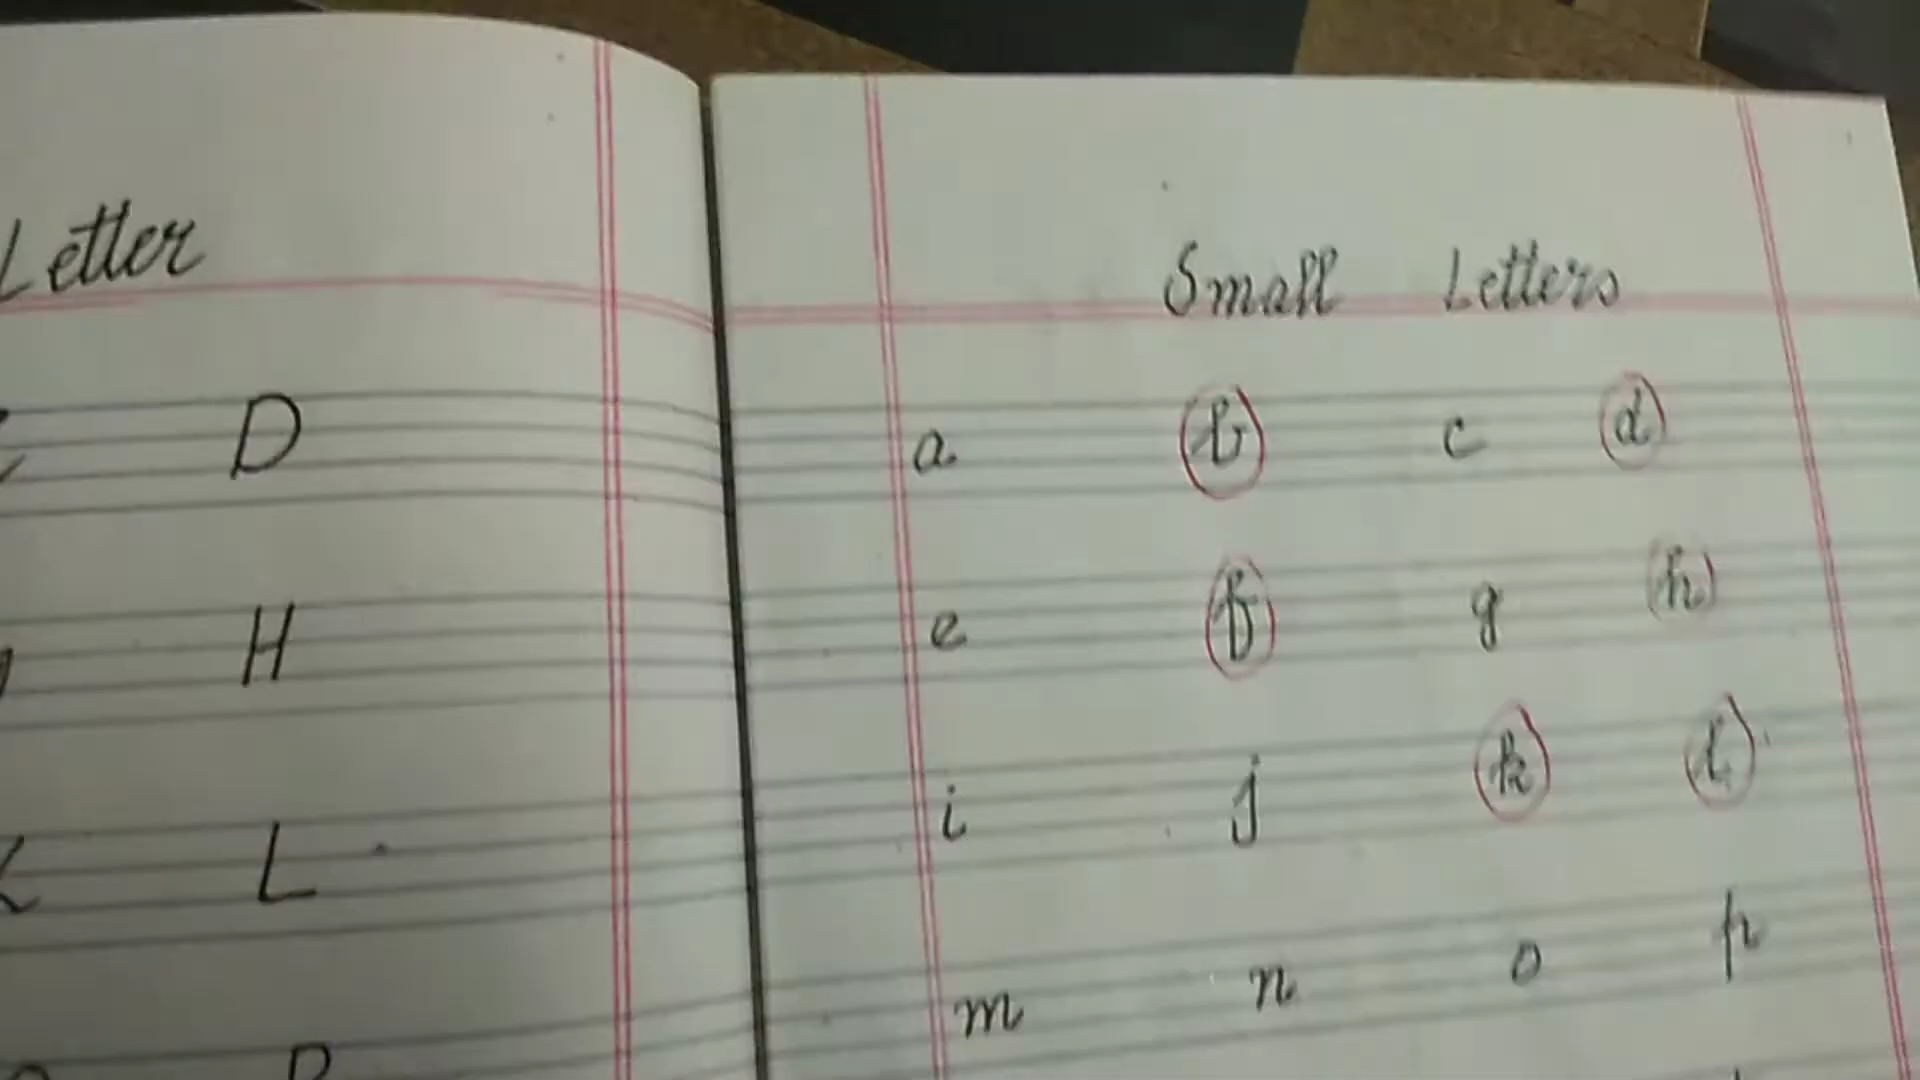 Letter
D
H
L
P
Small Letters
a b c d
e f g h
i j k l
m n o p